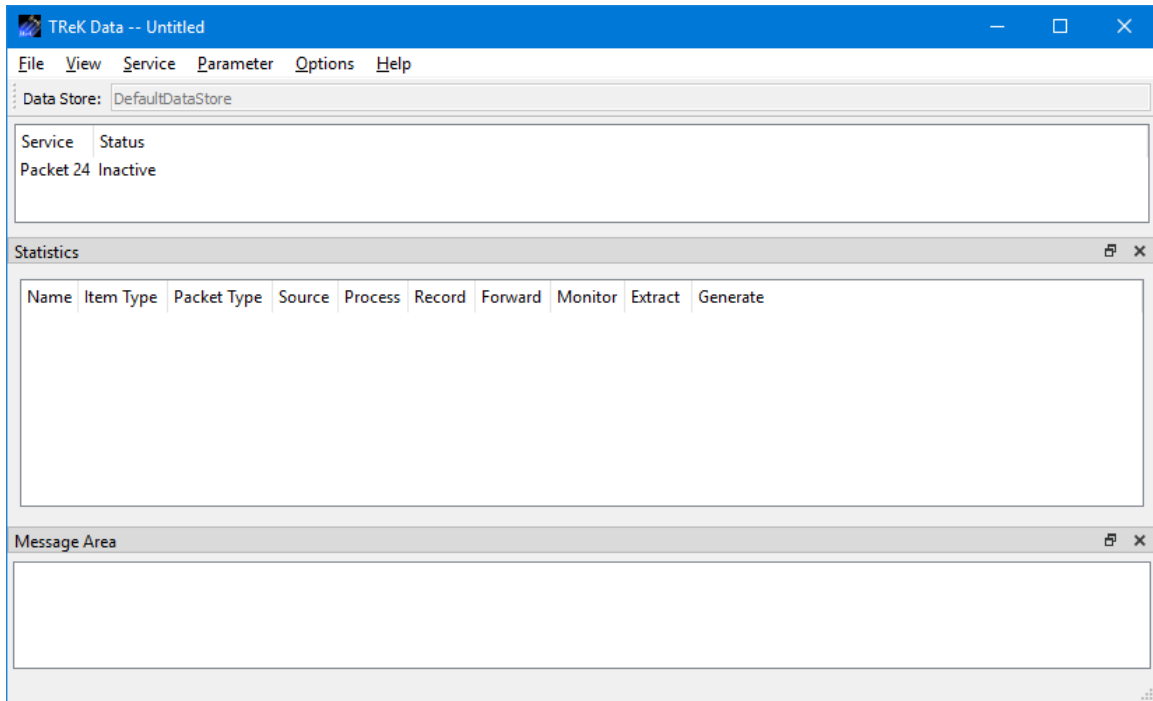 TReK Data -- Untitled
File View Service Parameter Options Help
Data Store: DefaultDataStore
Service Status
Packet 24 Inactive
Statistics
Name Item Type Packet Type Source Process Record Forward Monitor Extract Generate
Message Area